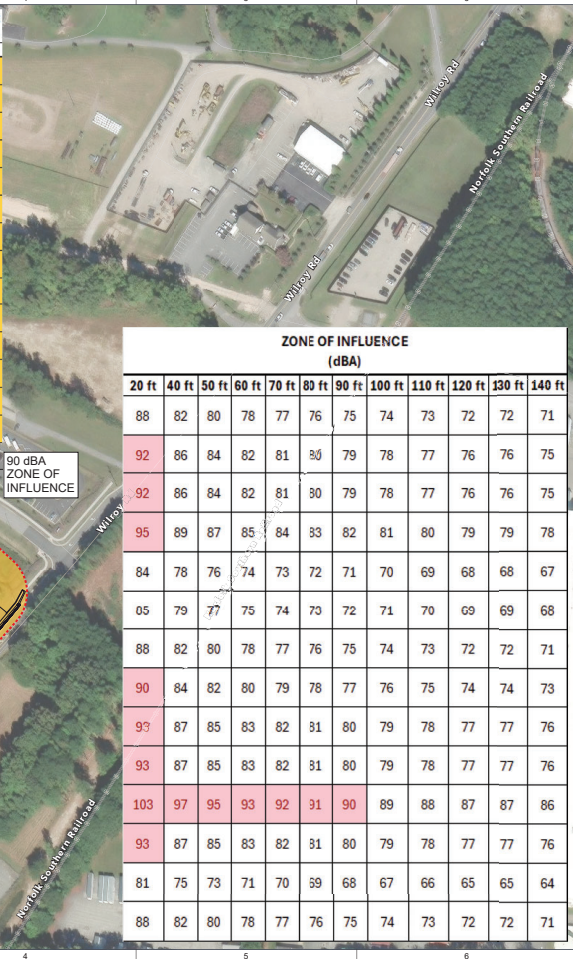 Wilroy Rd
Norfolk Southern Railroad
Wilroy Rd
ZONE OF INFLUENCE
(dBA)
20 ft 40 ft 50 ft 60 ft 70 ft 80 ft 90 ft 100 ft 110 ft 120 ft 130 ft 140 ft
88 82 80 78 77 76 75 74 73 72 72 71
92 86 84 82 81 80 79 78 77 76 76 75
92 86 84 82 81 80 79 78 77 76 76 75
95 89 87 85 84 83 82 81 80 79 79 78
84 78 76 74 73 72 71 70 69 68 68 67
05 79 77 75 74 73 72 71 70 69 69 68
88 82 80 78 77 76 75 74 73 72 72 71
90 84 82 80 79 78 77 76 75 74 74 73
93 87 85 83 82 81 80 79 78 77 77 76
93 87 85 83 82 81 80 79 78 77 77 76
103 97 95 93 92 91 90 89 88 87 87 86
93 87 85 83 82 81 80 79 78 77 77 76
81 75 73 71 70 69 68 67 66 65 65 64
88 82 80 78 77 76 75 74 73 72 72 71
90 dBA
ZONE OF
INFLUENCE
Wilroy
Norfolk Southern Railroad
4 5 6